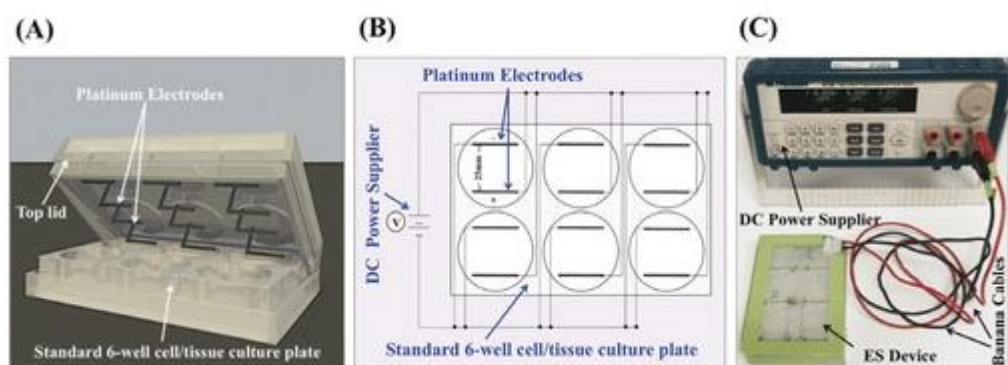 (A)
Platinum Electrodes
Top lid
Standard 6-well cell/tissue culture plate
(B)
Platinum Electrodes
DC Power Supplier
V
25mm
Standard 6-well cell/tissue culture plate
(C)
DC Power Supplier
Banana Cables
ES Device